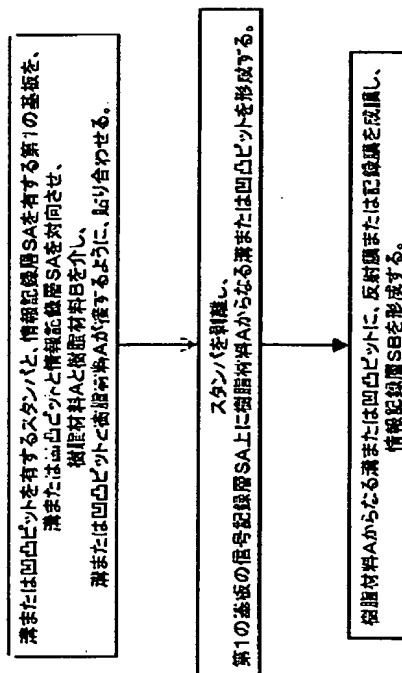 溝または凹凸ピットを有するスタンパと、情報記録層SAを有する第1の基板を、
溝または凹凸ピットと情報記録層SAを対向させ、
樹脂材料Aと樹脂材料Bを介し、
溝または凹凸ピットと樹脂材料Aが接するように、貼り合わせる。
スタンパを剥離し、
第1の基板の信号記録層SA上に樹脂材料Aからなる溝または凹凸ピットを形成する。
樹脂材料Aからなる溝または凹凸ピットに、反射膜または記録膜を成膜し、
情報記録層SBを形成する。